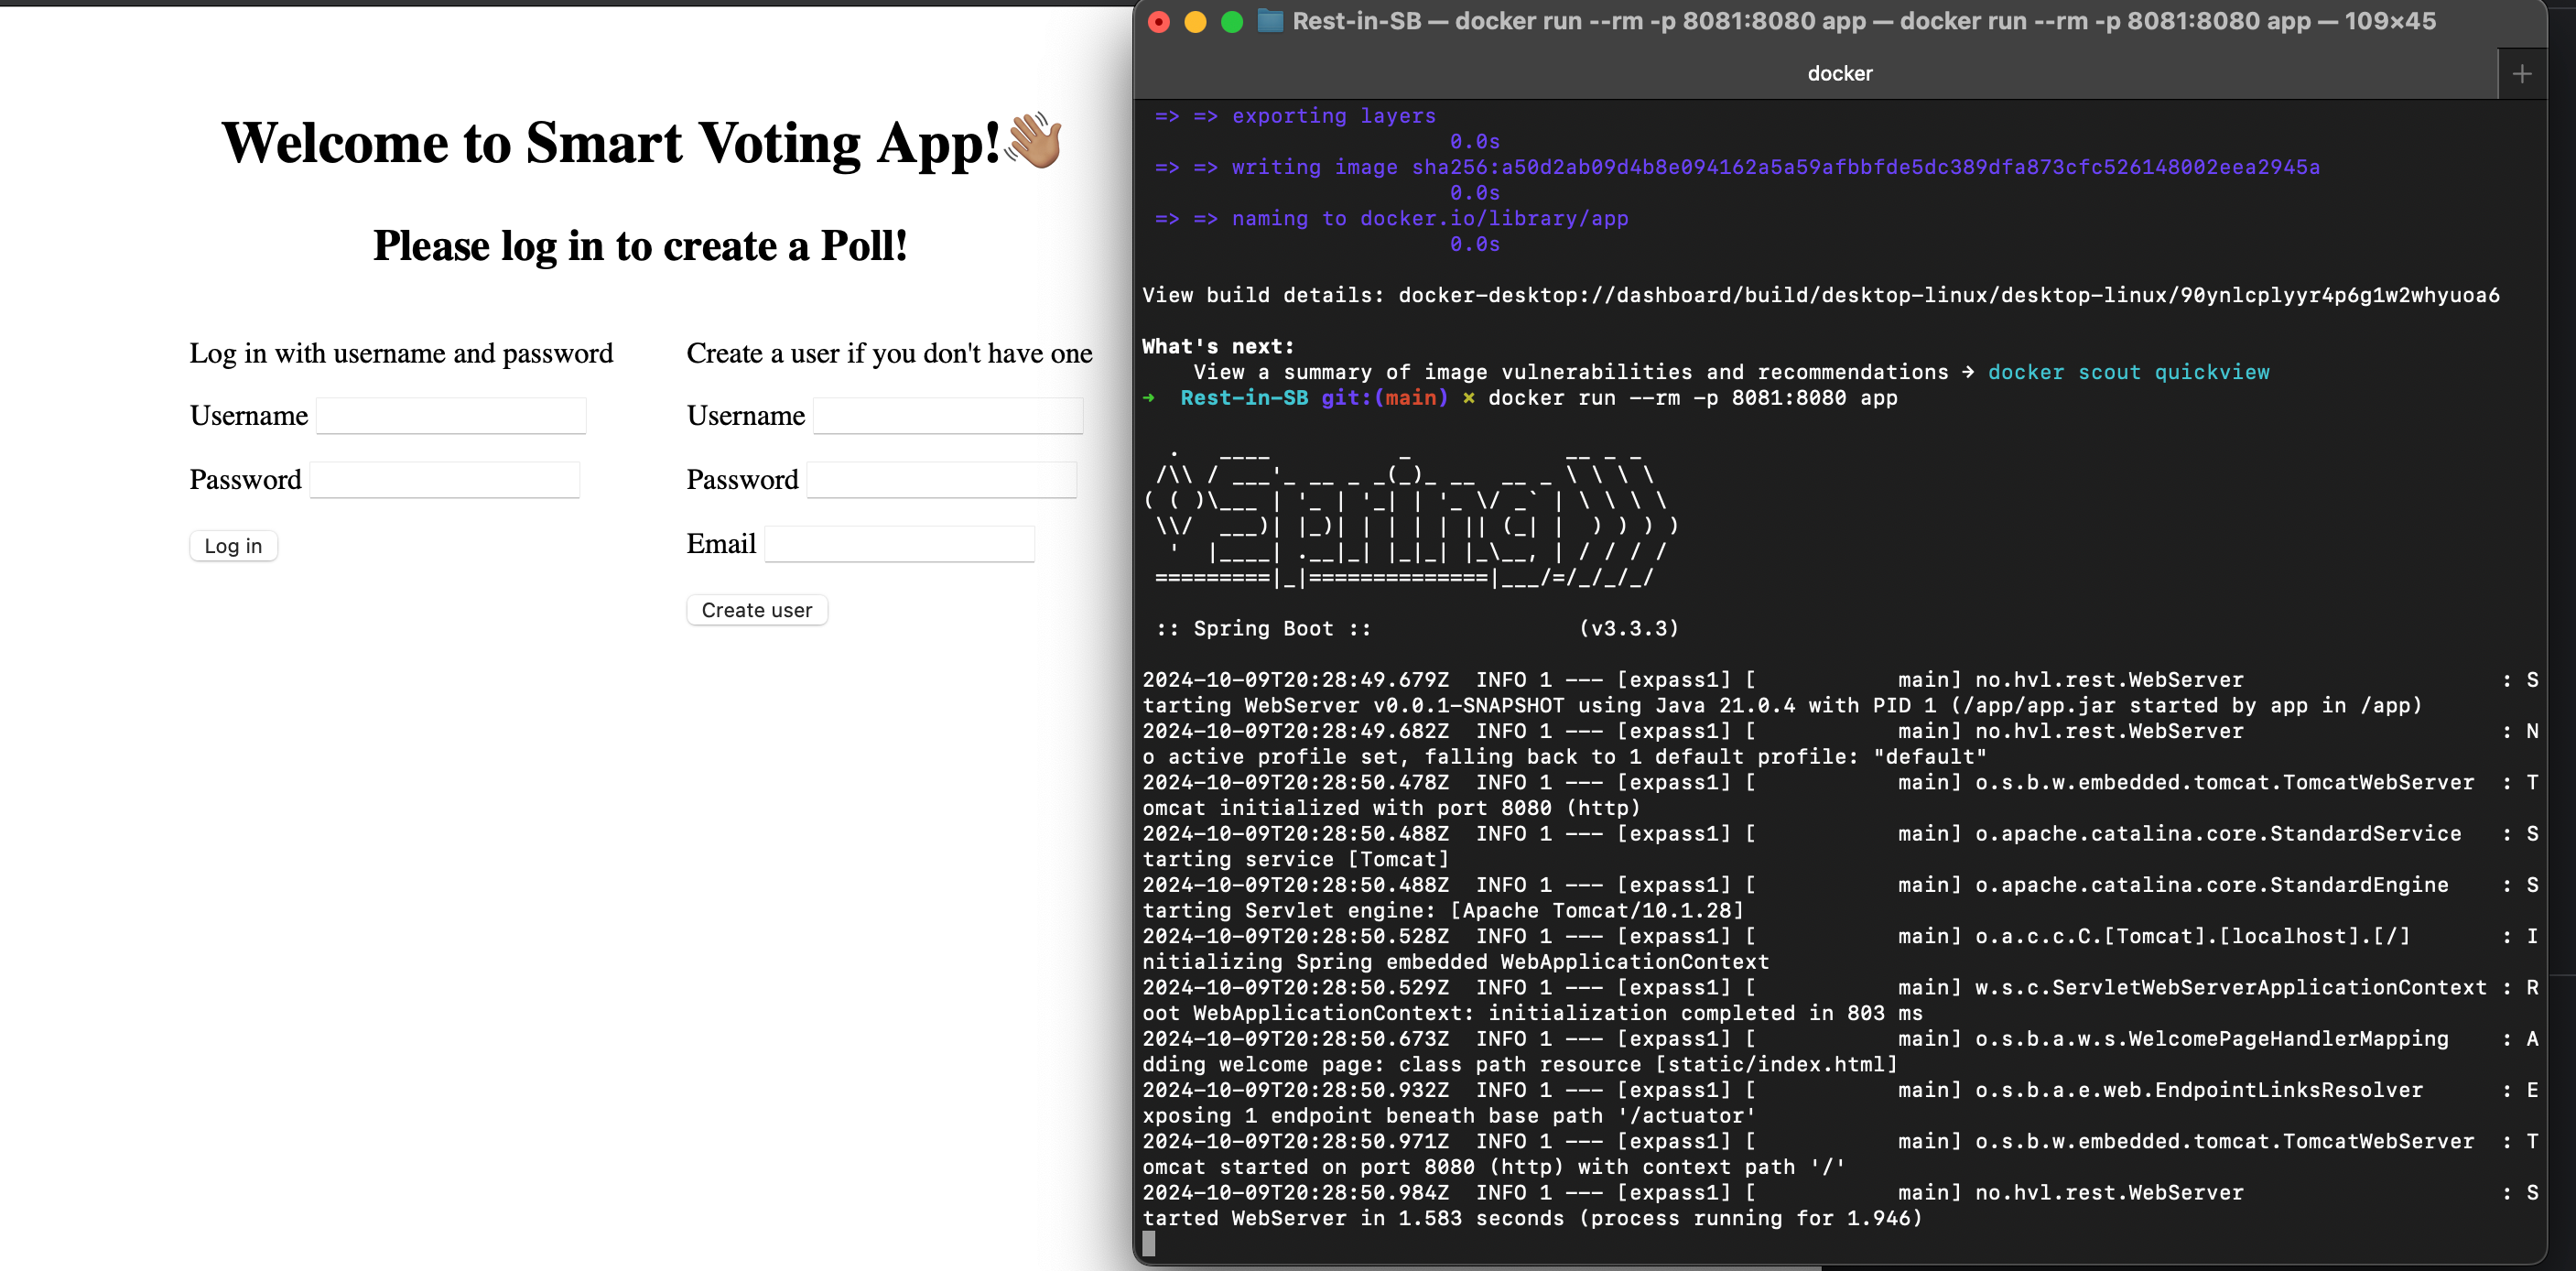 Welcome to Smart Voting App!👋🏽
Please log in to create a Poll!
Log in with username and password
Username
Password
Log in
Create a user if you don't have one
Username
Password
Email
Create user
Rest-in-SB — docker run --rm -p 8081:8080 app — docker run --rm -p 8081:8080 app — 109×45
docker
+
=> => exporting layers
0.0s
=> => writing image sha256:a50d2ab09d4b8e094162a5a59afbbfde5dc389dfa873cfc526148002eea2945a
0.0s
=> => naming to docker.io/library/app
0.0s
View build details: docker-desktop://dashboard/build/desktop-linux/desktop-linux/90ynlcplyyr4p6g1w2whyuoa6
What's next:
View a summary of image vulnerabilities and recommendations → docker scout quickview
➜ Rest-in-SB git:(main) ✗ docker run --rm -p 8081:8080 app
  .   ____          _            __ _ _
 /\\ / ___'_ __ _ _(_)_ __  __ _ \ \ \ \
( ( )\___ | '_ | '_| | '_ \/ _` | \ \ \ \
 \\/  ___)| |_)| | | | | || (_| |  ) ) ) )
  '  |____| .__|_| |_|_| |_\__, | / / / /
 =========|_|==============|___/=/_/_/_/
:: Spring Boot :: (v3.3.3)
2024-10-09T20:28:49.679Z INFO 1 --- [expass1] [ main] no.hvl.rest.WebServer : S
tarting WebServer v0.0.1-SNAPSHOT using Java 21.0.4 with PID 1 (/app/app.jar started by app in /app)
2024-10-09T20:28:49.682Z INFO 1 --- [expass1] [ main] no.hvl.rest.WebServer : N
o active profile set, falling back to 1 default profile: "default"
2024-10-09T20:28:50.478Z INFO 1 --- [expass1] [ main] o.s.b.w.embedded.tomcat.TomcatWebServer : T
omcat initialized with port 8080 (http)
2024-10-09T20:28:50.488Z INFO 1 --- [expass1] [ main] o.apache.catalina.core.StandardService : S
tarting service [Tomcat]
2024-10-09T20:28:50.488Z INFO 1 --- [expass1] [ main] o.apache.catalina.core.StandardEngine : S
tarting Servlet engine: [Apache Tomcat/10.1.28]
2024-10-09T20:28:50.528Z INFO 1 --- [expass1] [ main] o.a.c.c.C.[Tomcat].[localhost].[/] : I
nitializing Spring embedded WebApplicationContext
2024-10-09T20:28:50.529Z INFO 1 --- [expass1] [ main] w.s.c.ServletWebServerApplicationContext : R
oot WebApplicationContext: initialization completed in 803 ms
2024-10-09T20:28:50.673Z INFO 1 --- [expass1] [ main] o.s.b.a.w.s.WelcomePageHandlerMapping : A
dding welcome page: class path resource [static/index.html]
2024-10-09T20:28:50.932Z INFO 1 --- [expass1] [ main] o.s.b.a.e.web.EndpointLinksResolver : E
xposing 1 endpoint beneath base path '/actuator'
2024-10-09T20:28:50.971Z INFO 1 --- [expass1] [ main] o.s.b.w.embedded.tomcat.TomcatWebServer : T
omcat started on port 8080 (http) with context path '/'
2024-10-09T20:28:50.984Z INFO 1 --- [expass1] [ main] no.hvl.rest.WebServer : S
tarted WebServer in 1.583 seconds (process running for 1.946)